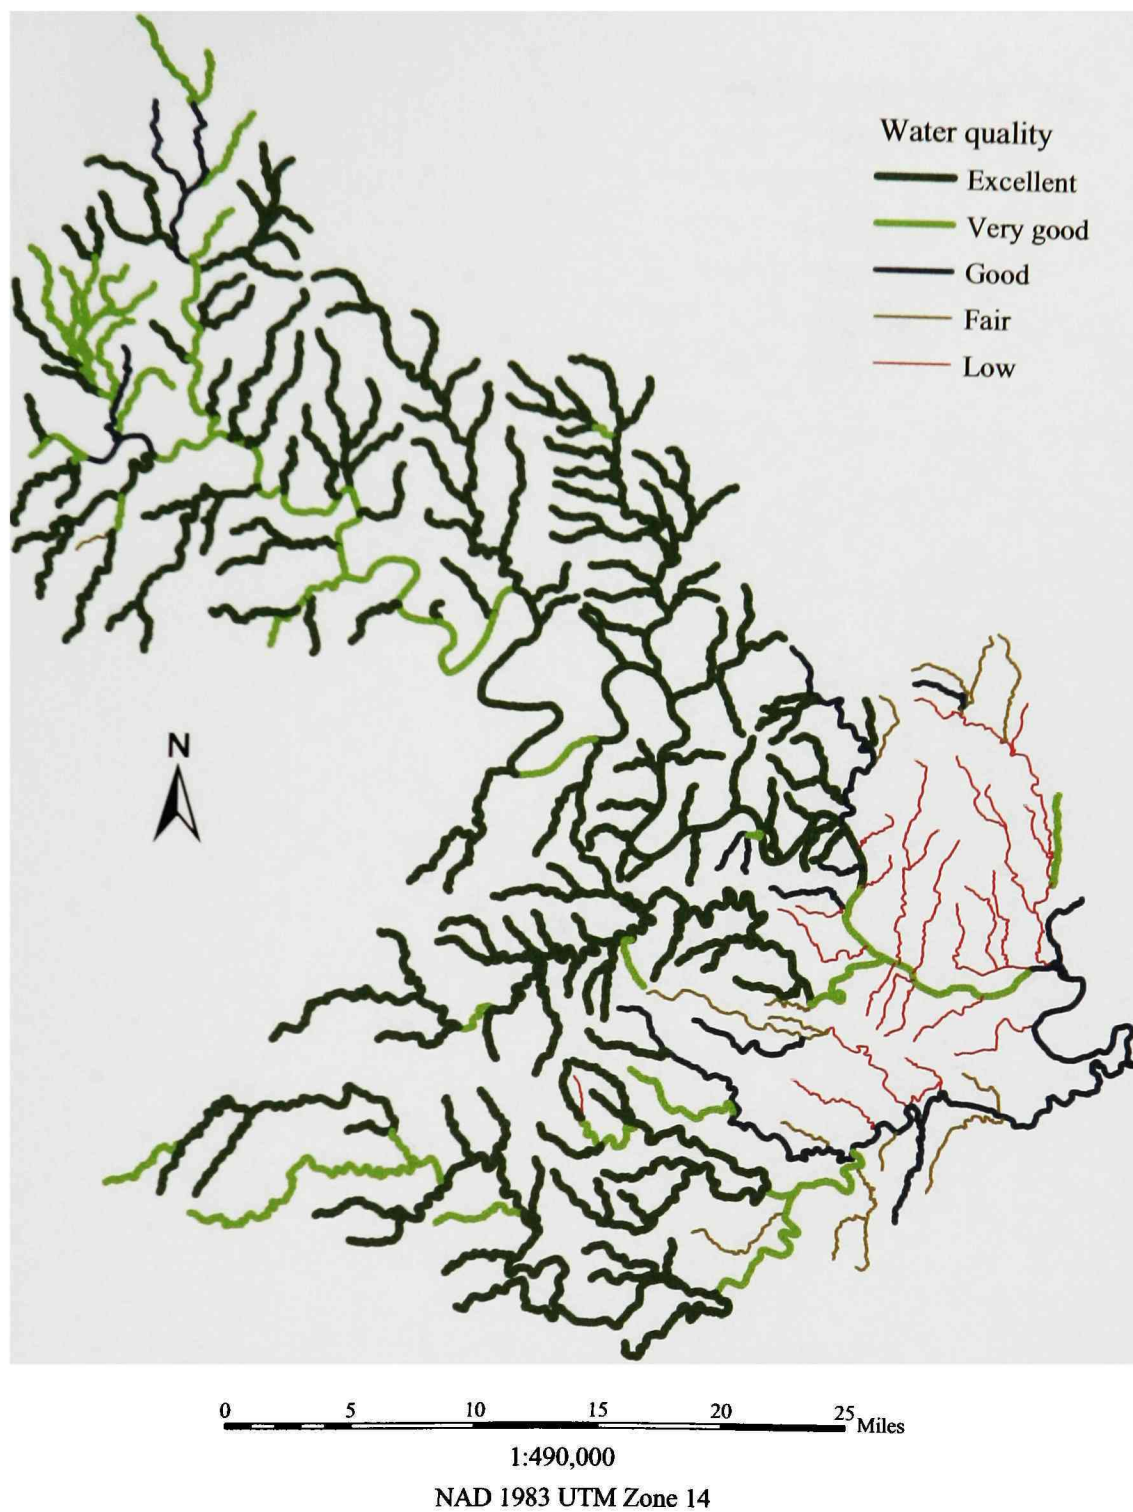 Water quality
Excellent
Very good
Good
Fair
Low
N
0 5 10 15 20 25 Miles
1:490,000
NAD 1983 UTM Zone 14